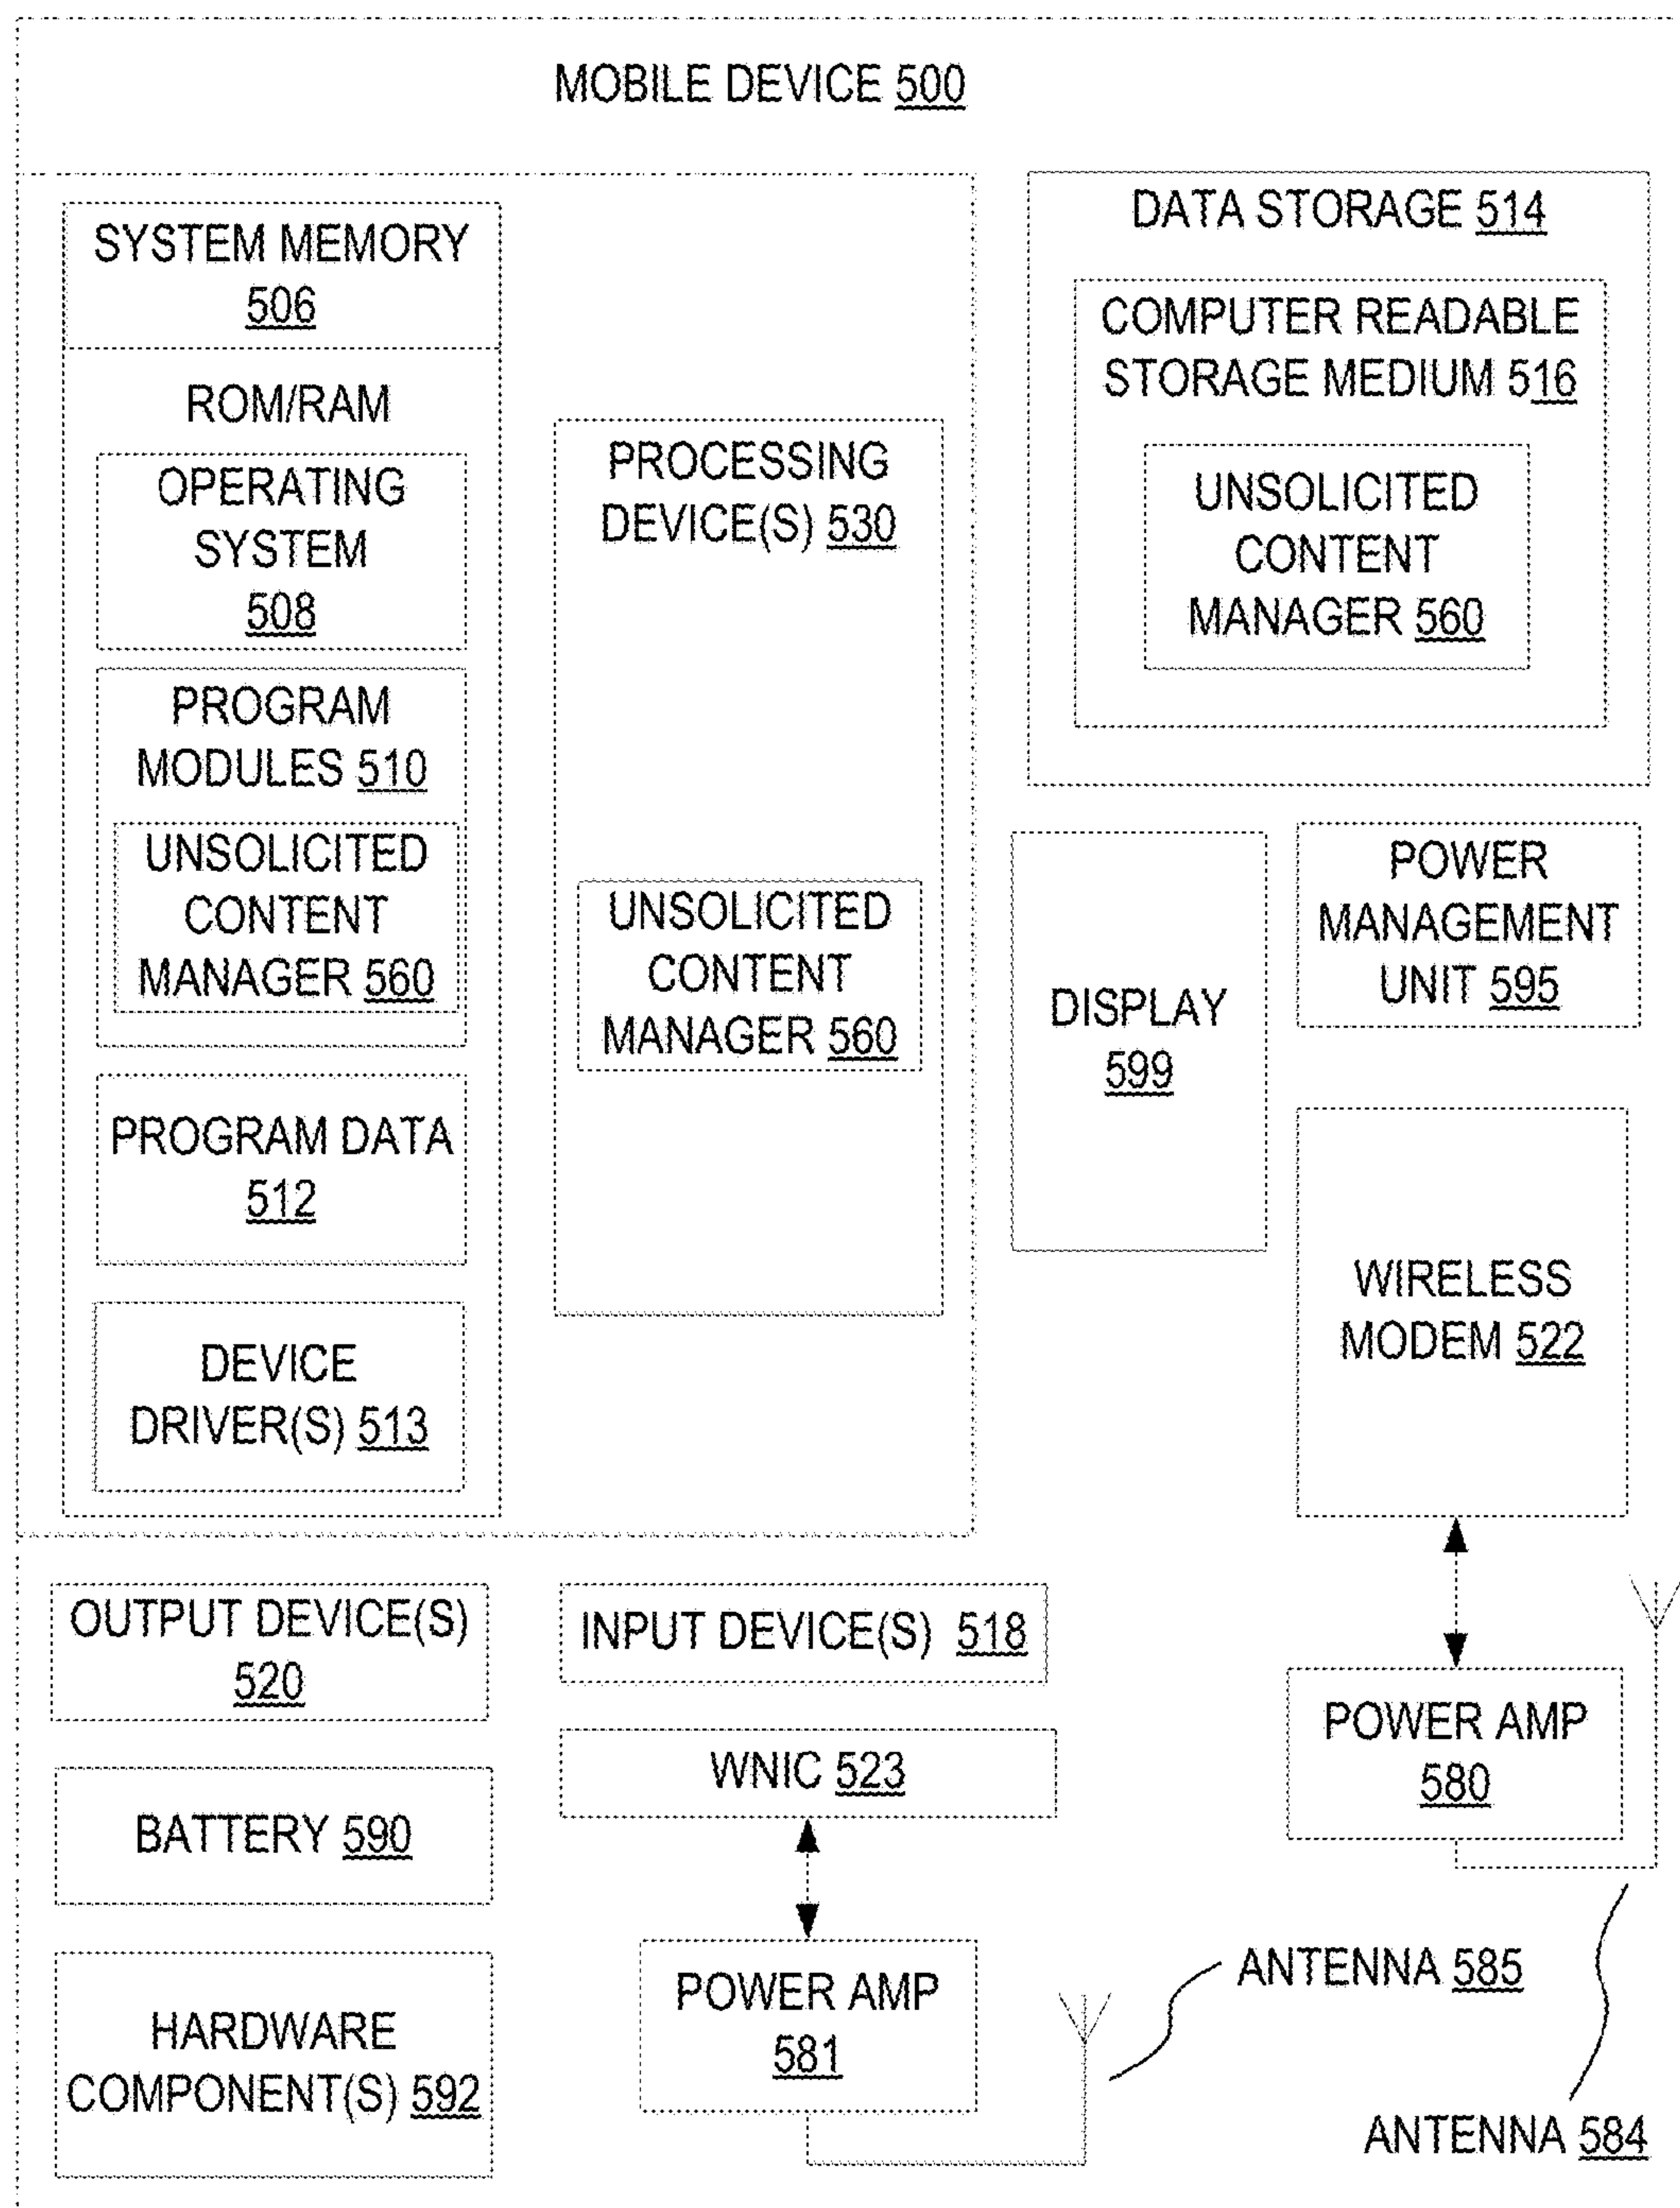 MOBILE DEVICE 500
SYSTEM MEMORY
506
ROM/RAM
OPERATING
SYSTEM
508
PROGRAM
MODULES 510
UNSOLICITED
CONTENT
MANAGER 560
PROGRAM DATA
512
DEVICE
DRIVER(S) 513
PROCESSING
DEVICE(S) 530
UNSOLICITED
CONTENT
MANAGER 560
DATA STORAGE 514
COMPUTER READABLE
STORAGE MEDIUM 516
UNSOLICITED
CONTENT
MANAGER 560
DISPLAY
599
POWER
MANAGEMENT
UNIT 595
WIRELESS
MODEM 522
OUTPUT DEVICE(S)
520
INPUT DEVICE(S) 518
WNIC 523
POWER AMP
580
BATTERY 590
POWER AMP
581
ANTENNA 585
HARDWARE
COMPONENT(S) 592
ANTENNA 584